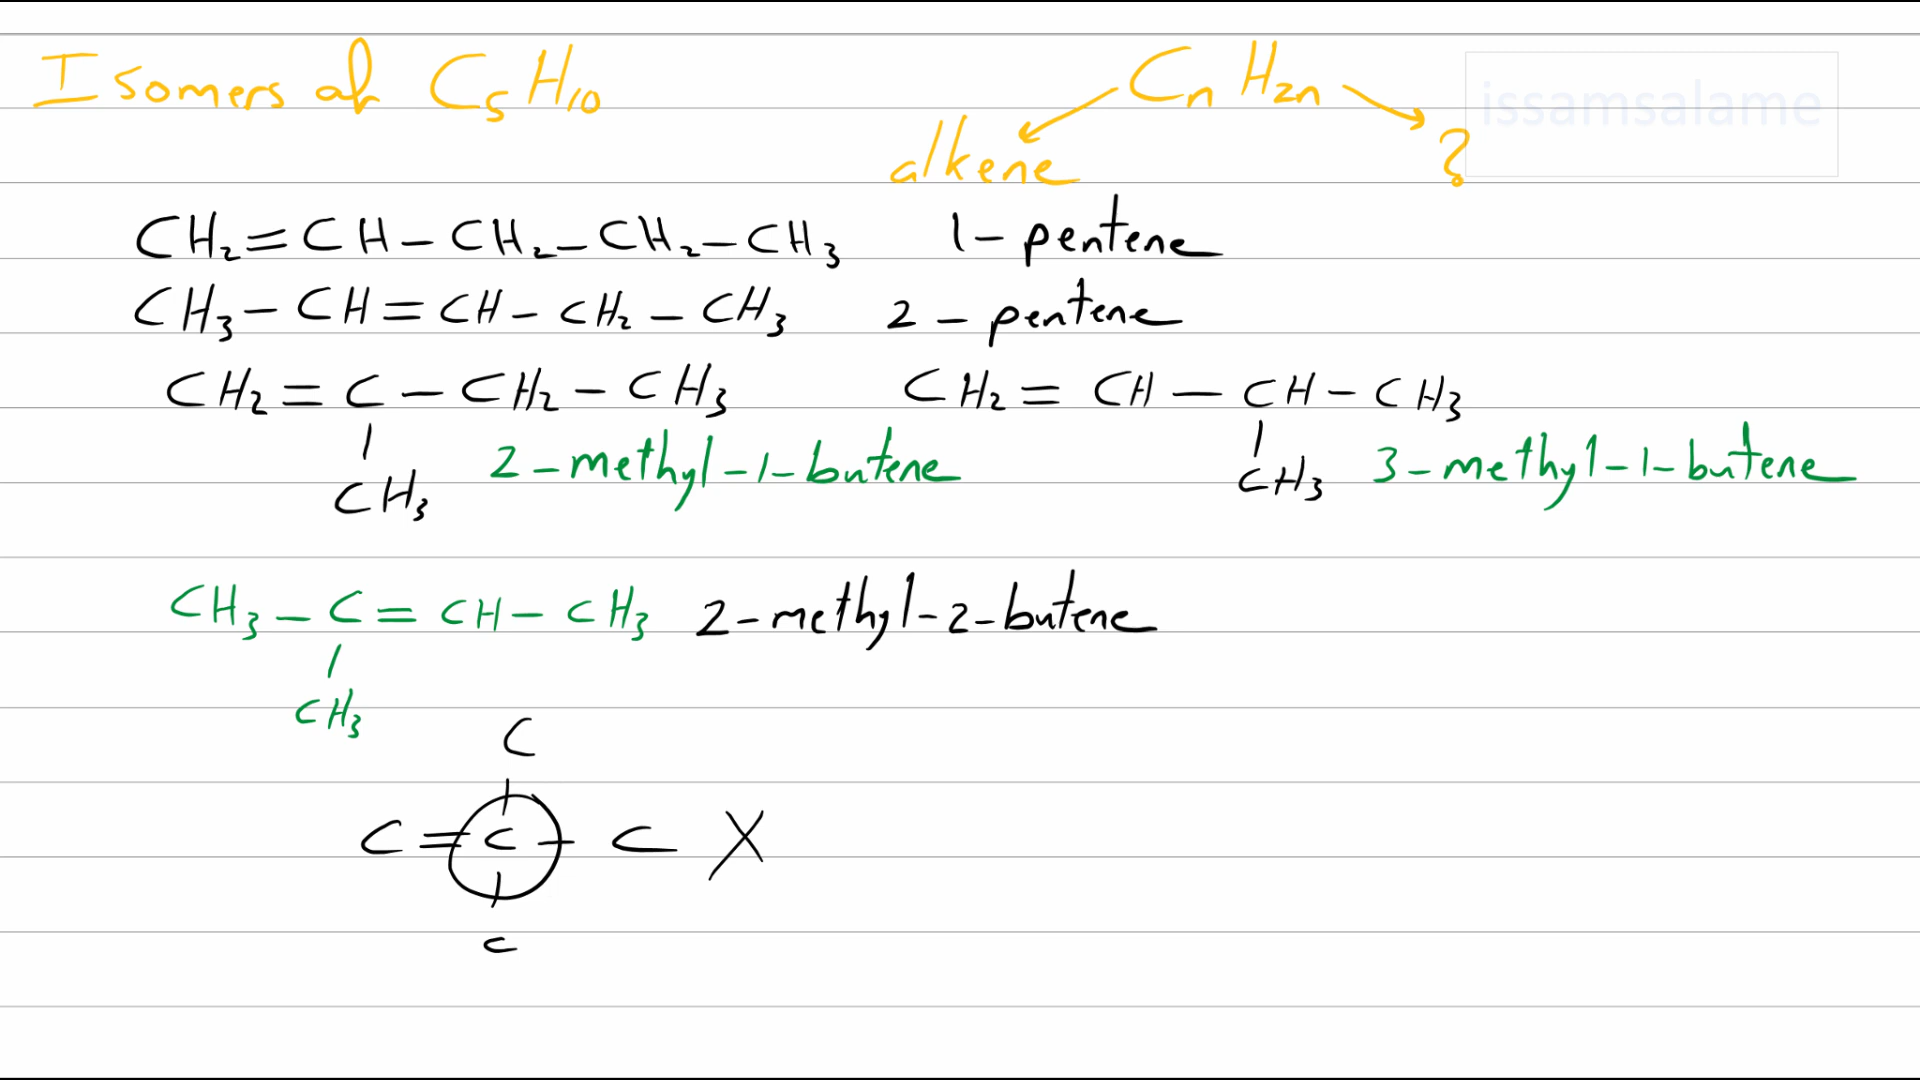 Isomers of C₅H₁₀ CₙH₂ₙ
issamsalame
alkene ?
CH₂=CH–CH₂–CH₂–CH₃ 1-pentene
CH₃–CH=CH–CH₂–CH₃ 2-pentene
CH₂=C–CH₂–CH₃ CH₂=CH–CH–CH₃
CH₃ 2-methyl-1-butene CH₃ 3-methyl-1-butene
CH₃–C=CH–CH₃ 2-methyl-2-butene
CH₃
C
C=C–C X
C